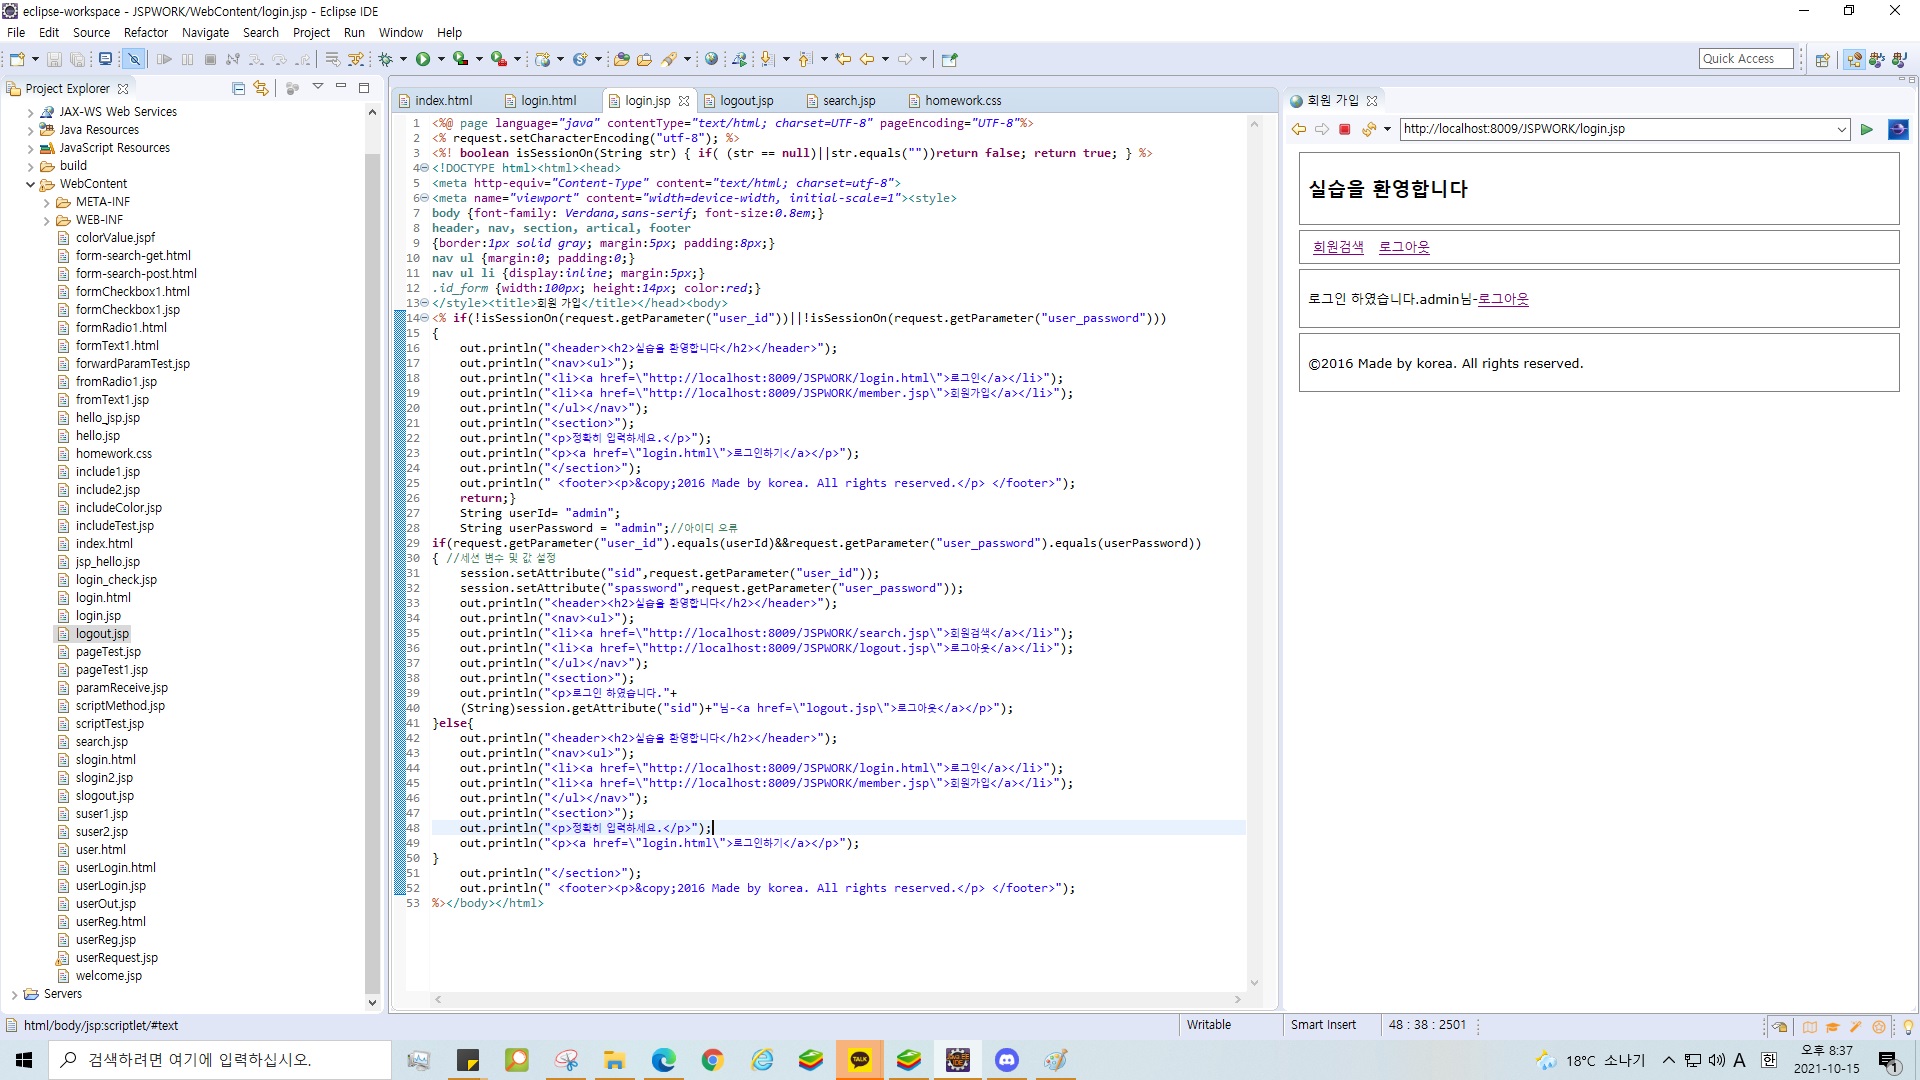 eclipse-workspace - JSPWORK/WebContent/login.jsp - Eclipse IDE
File Edit Source Refactor Navigate Search Project Run Window Help
Quick Access
Project Explorer
JAX-WS Web Services
Java Resources
JavaScript Resources
build
WebContent
META-INF
WEB-INF
colorValue.jspf
form-search-get.html
form-search-post.html
formCheckbox1.html
formCheckbox1.jsp
formRadio1.html
formText1.html
forwardParamTest.jsp
fromRadio1.jsp
fromText1.jsp
hello_jsp.jsp
hello.jsp
homework.css
include1.jsp
include2.jsp
includeColor.jsp
includeTest.jsp
index.html
jsp_hello.jsp
login_check.jsp
login.html
login.jsp
logout.jsp
pageTest.jsp
pageTest1.jsp
paramReceive.jsp
scriptMethod.jsp
scriptTest.jsp
search.jsp
slogin.html
slogin2.jsp
slogout.jsp
suser1.jsp
suser2.jsp
user.html
userLogin.html
userLogin.jsp
userOut.jsp
userReg.html
userReg.jsp
userRequest.jsp
welcome.jsp
Servers
index.html login.html login.jsp logout.jsp search.jsp homework.css
1 <%@ page language="java" contentType="text/html; charset=UTF-8" pageEncoding="UTF-8"%>
2 <% request.setCharacterEncoding("utf-8"); %>
3 <%! boolean isSessionOn(String str) { if( (str == null)||str.equals(""))return false; return true; } %>
4 <!DOCTYPE html><html><head>
5 <meta http-equiv="Content-Type" content="text/html; charset=utf-8">
6 <meta name="viewport" content="width=device-width, initial-scale=1"><style>
7 body {font-family: Verdana,sans-serif; font-size:0.8em;}
8 header, nav, section, artical, footer
9 {border:1px solid gray; margin:5px; padding:8px;}
10 nav ul {margin:0; padding:0;}
11 nav ul li {display:inline; margin:5px;}
12 .id_form {width:100px; height:14px; color:red;}
13 </style><title>회원 가입</title></head><body>
14 <% if(!isSessionOn(request.getParameter("user_id"))||!isSessionOn(request.getParameter("user_password")))
15 {
16 out.println("<header><h2>실습을 환영합니다</h2></header>");
17 out.println("<nav><ul>");
18 out.println("<li><a href=\"http://localhost:8009/JSPWORK/login.html\">로그인</a></li>");
19 out.println("<li><a href=\"http://localhost:8009/JSPWORK/member.jsp\">회원가입</a></li>");
20 out.println("</ul></nav>");
21 out.println("<section>");
22 out.println("<p>정확히 입력하세요.</p>");
23 out.println("<p><a href=\"login.html\">로그인하기</a></p>");
24 out.println("</section>");
25 out.println(" <footer><p>&copy;2016 Made by korea. All rights reserved.</p> </footer>");
26 return;}
27 String userId= "admin";
28 String userPassword = "admin";//아이디 오류
29 if(request.getParameter("user_id").equals(userId)&&request.getParameter("user_password").equals(userPassword))
30 { //세션 변수 및 값 설정
31 session.setAttribute("sid",request.getParameter("user_id"));
32 session.setAttribute("spassword",request.getParameter("user_password"));
33 out.println("<header><h2>실습을 환영합니다</h2></header>");
34 out.println("<nav><ul>");
35 out.println("<li><a href=\"http://localhost:8009/JSPWORK/search.jsp\">회원검색</a></li>");
36 out.println("<li><a href=\"http://localhost:8009/JSPWORK/logout.jsp\">로그아웃</a></li>");
37 out.println("</ul></nav>");
38 out.println("<section>");
39 out.println("<p>로그인 하였습니다."+
40 (String)session.getAttribute("sid")+"님-<a href=\"logout.jsp\">로그아웃</a></p>");
41 }else{
42 out.println("<header><h2>실습을 환영합니다</h2></header>");
43 out.println("<nav><ul>");
44 out.println("<li><a href=\"http://localhost:8009/JSPWORK/login.html\">로그인</a></li>");
45 out.println("<li><a href=\"http://localhost:8009/JSPWORK/member.jsp\">회원가입</a></li>");
46 out.println("</ul></nav>");
47 out.println("<section>");
48 out.println("<p>정확히 입력하세요.</p>");
49 out.println("<p><a href=\"login.html\">로그인하기</a></p>");
50 }
51 out.println("</section>");
52 out.println(" <footer><p>&copy;2016 Made by korea. All rights reserved.</p> </footer>");
53 %></body></html>
회원 가입
http://localhost:8009/JSPWORK/login.jsp
실습을 환영합니다
회원검색 로그아웃
로그인 하였습니다.admin님-로그아웃
©2016 Made by korea. All rights reserved.
html/body/jsp:scriptlet/#text
Writable Smart Insert 48 : 38 : 2501
검색하려면 여기에 입력하십시오.
TALK
18°C 소나기
A 한
오후 8:37
2021-10-15
1